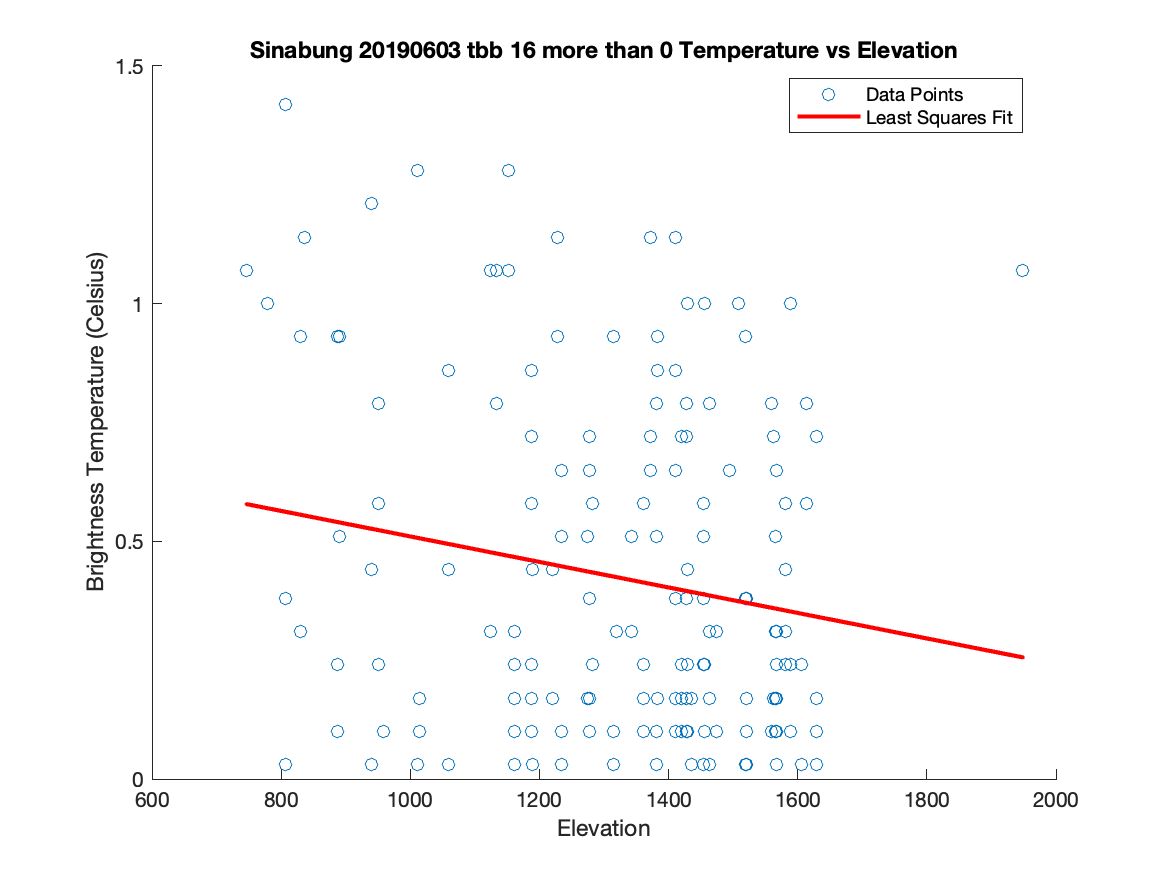 Sinabung 20190603 tbb 16 more than 0 Temperature vs Elevation
1.5
Data Points
Least Squares Fit
1
Brightness Temperature (Celsius)
0.5
0
600 800 1000 1200 1400 1600 1800 2000
Elevation